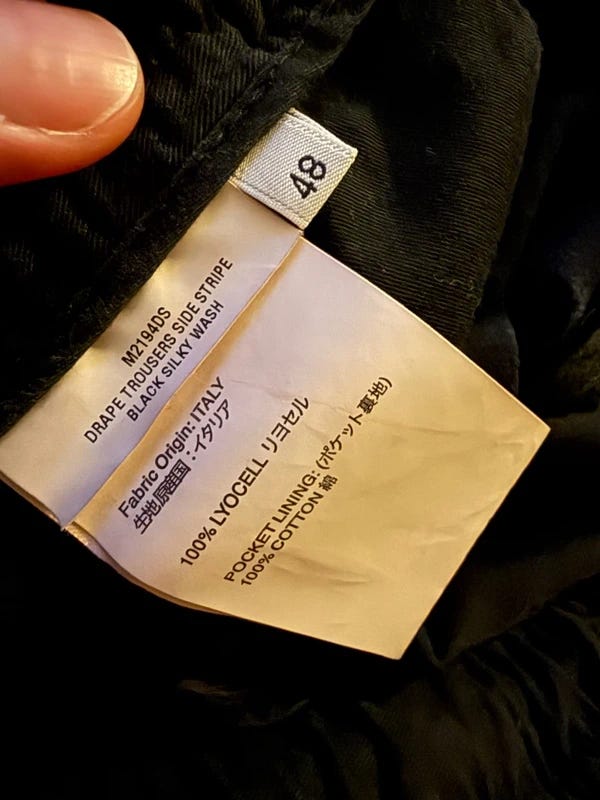 48
M2194DS
DRAPE TROUSERS SIDE STRIPE
BLACK SILKY WASH
Fabric Origin: ITALY
生地原産国：イタリア
100% LYOCELL リヨセル
POCKET LINING: (ポケット裏地)
100% COTTON 綿